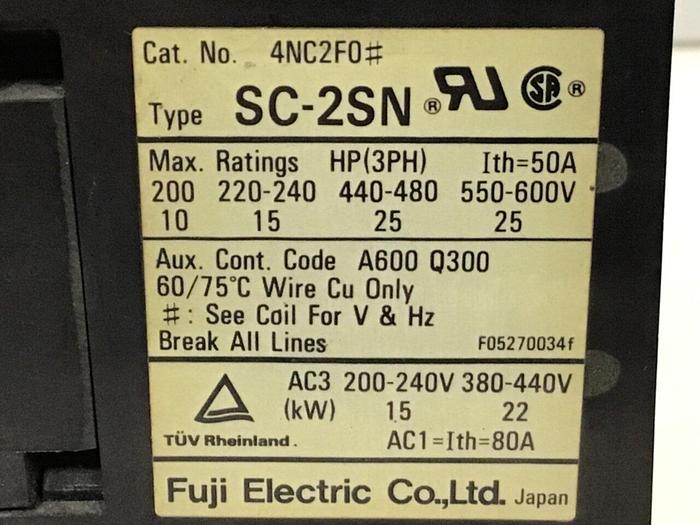 Cat. No. 4NC2F0#
Type SC-2SN ® RU SA ®
Max. Ratings HP(3PH) Ith=50A
200 220-240 440-480 550-600V
10 15 25 25
Aux. Cont. Code A600 Q300
60/75°C Wire Cu Only
#: See Coil For V & Hz
Break All Lines F05270034f
AC3 200-240V 380-440V
(kW) 15 22
TÜV Rheinland. AC1=Ith=80A
Fuji Electric Co.,Ltd. Japan